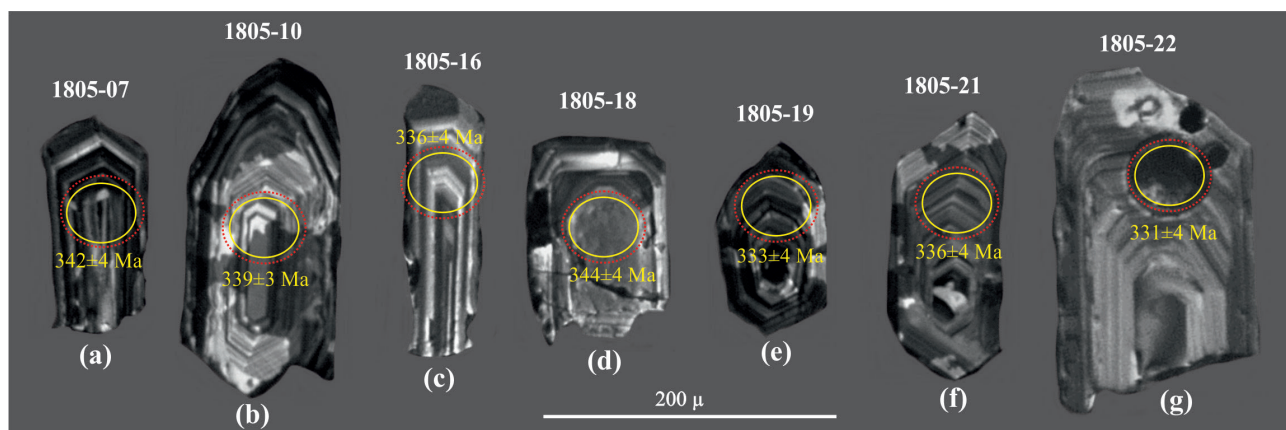 1805-07
1805-10
1805-16
1805-18
1805-19
1805-21
1805-22
342±4 Ma
339±3 Ma
336±4 Ma
344±4 Ma
333±4 Ma
336±4 Ma
331±4 Ma
(a)
(b)
(c)
(d)
(e)
(f)
(g)
200 μ